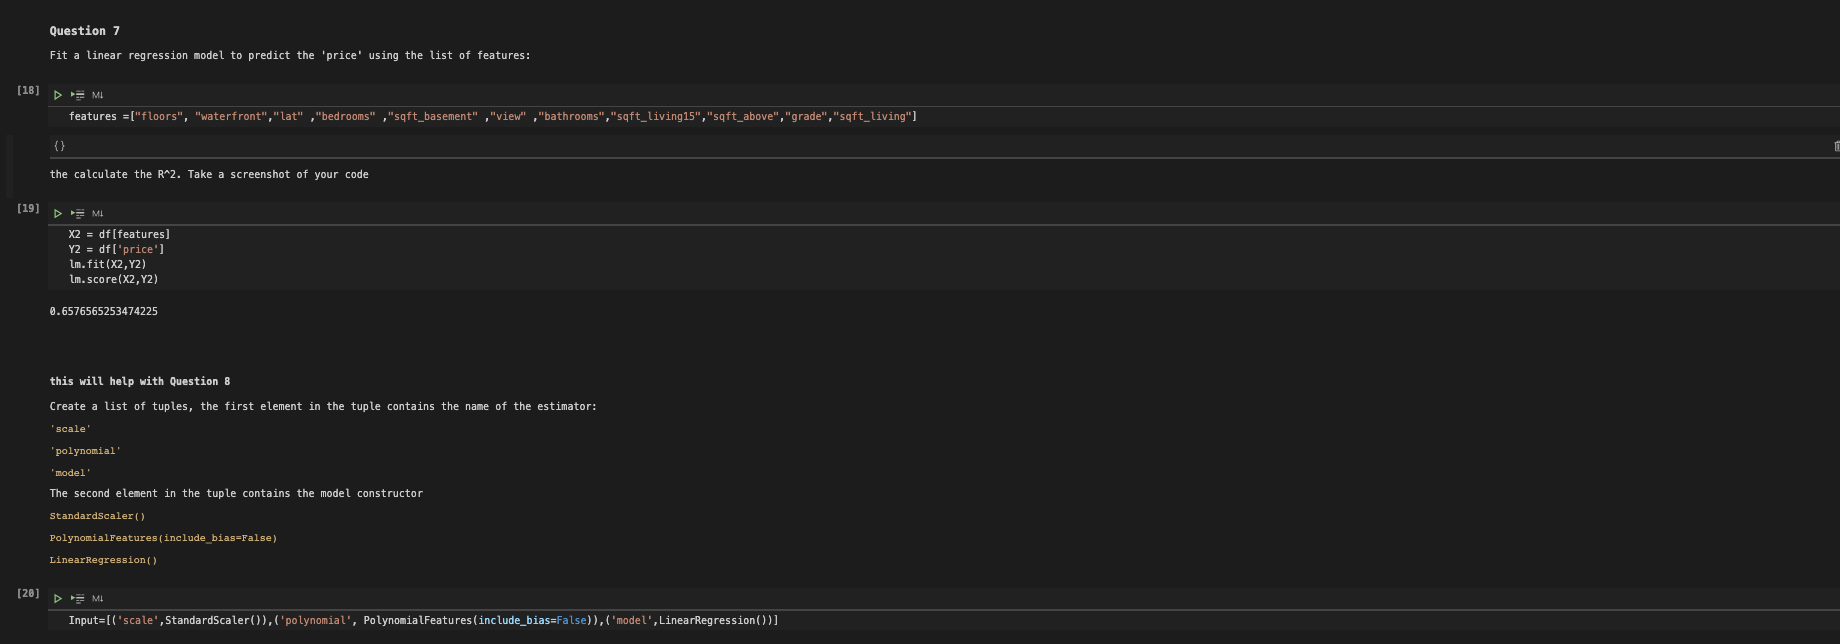 Question 7
Fit a linear regression model to predict the 'price' using the list of features:
[18]
M↓
features =["floors", "waterfront","lat" ,"bedrooms" ,"sqft_basement" ,"view" ,"bathrooms","sqft_living15","sqft_above","grade","sqft_living"]
{}
the calculate the R^2. Take a screenshot of your code
[19]
M↓
X2 = df[features]
Y2 = df['price']
lm.fit(X2,Y2)
lm.score(X2,Y2)
0.6576565253474225
this will help with Question 8
Create a list of tuples, the first element in the tuple contains the name of the estimator:
'scale'
'polynomial'
'model'
The second element in the tuple contains the model constructor
StandardScaler()
PolynomialFeatures(include_bias=False)
LinearRegression()
[20]
M↓
Input=[('scale',StandardScaler()),('polynomial', PolynomialFeatures(include_bias=False)),('model',LinearRegression())]